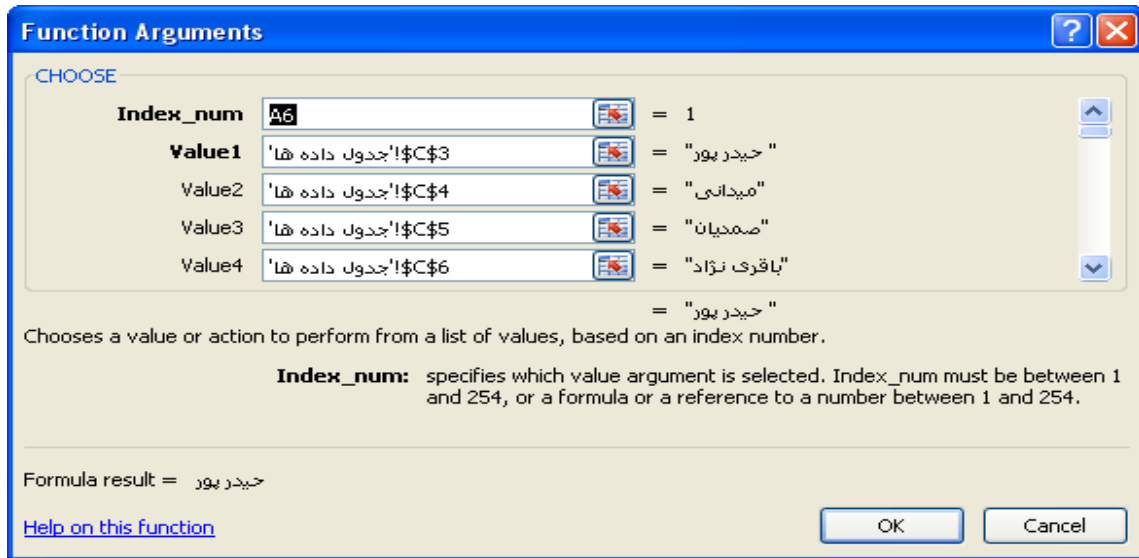 Function Arguments
CHOOSE
Index_num A6 = 1
Value1 'جدول داده ها'!$C$3 = "حیدر پور "
Value2 'جدول داده ها'!$C$4 = "میدانی"
Value3 'جدول داده ها'!$C$5 = "صمدیان"
Value4 'جدول داده ها'!$C$6 = "باقری نژاد"
= "حیدر پور "
Chooses a value or action to perform from a list of values, based on an index number.
Index_num: specifies which value argument is selected. Index_num must be between 1
and 254, or a formula or a reference to a number between 1 and 254.
Formula result = حیدر پور
Help on this function
OK Cancel